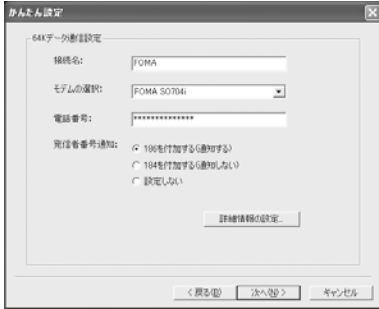 かんたん設定
64Kデータ通信設定
接続名:
FOMA
モデムの選択:
FOMA SO704i
電話番号:
**************
発信者番号通知:
186を付加する(通知する)
184を付加する(通知しない)
設定しない
詳細情報の設定...
< 戻る(B)
次へ(N) >
キャンセル